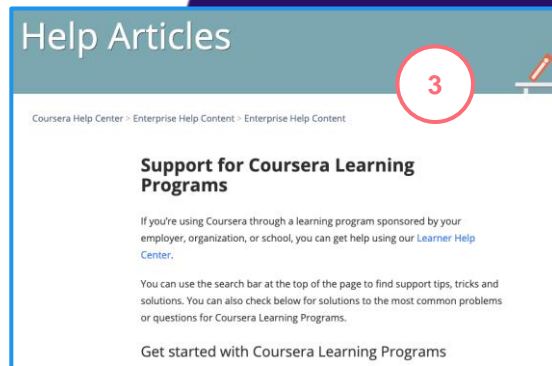 Help Articles
3
Coursera Help Center > Enterprise Help Content > Enterprise Help Content
Support for Coursera Learning
Programs
If you're using Coursera through a learning program sponsored by your
employer, organization, or school, you can get help using our Learner Help
Center.
You can use the search bar at the top of the page to find support tips, tricks and
solutions. You can also check below for solutions to the most common problems
or questions for Coursera Learning Programs.
Get started with Coursera Learning Programs